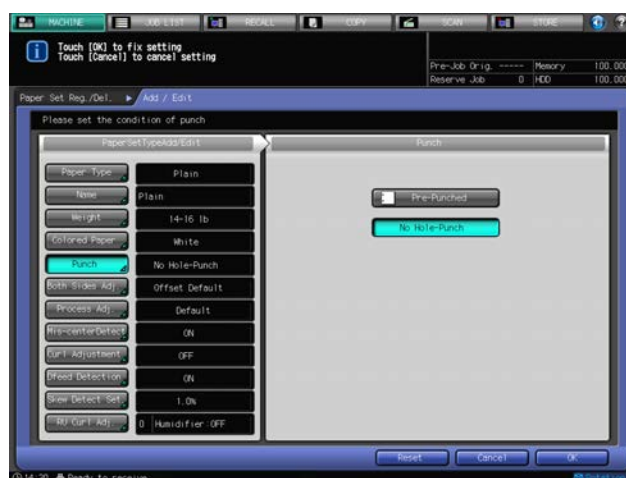 MACHINE
JOB LIST
RECALL
COPY
SCAN
STORE
?
Touch [OK] to fix setting
Touch [Cancel] to cancel setting
Pre-Job Orig. ----- Memory 100.000
Reserve Job 0 HDD 100.000
Paper Set Reg./Del. Add / Edit
Please set the condition of punch
PaperSetTypeAdd/Edit Punch
Paper Type Plain
Name Plain
Weight 14-16 lb
Colored Paper White
Punch No Hole-Punch
Both Sides Adj. Offset Default
Process Adj. Default
Mis-centerDetect ON
Curl Adjustment OFF
Dfeed Detection ON
Skew Detect Set 1.0%
RU Curl Adj. 0 Humidifier:OFF
Pre-Punched
No Hole-Punch
Reset Cancel OK
14:20 Ready to receive